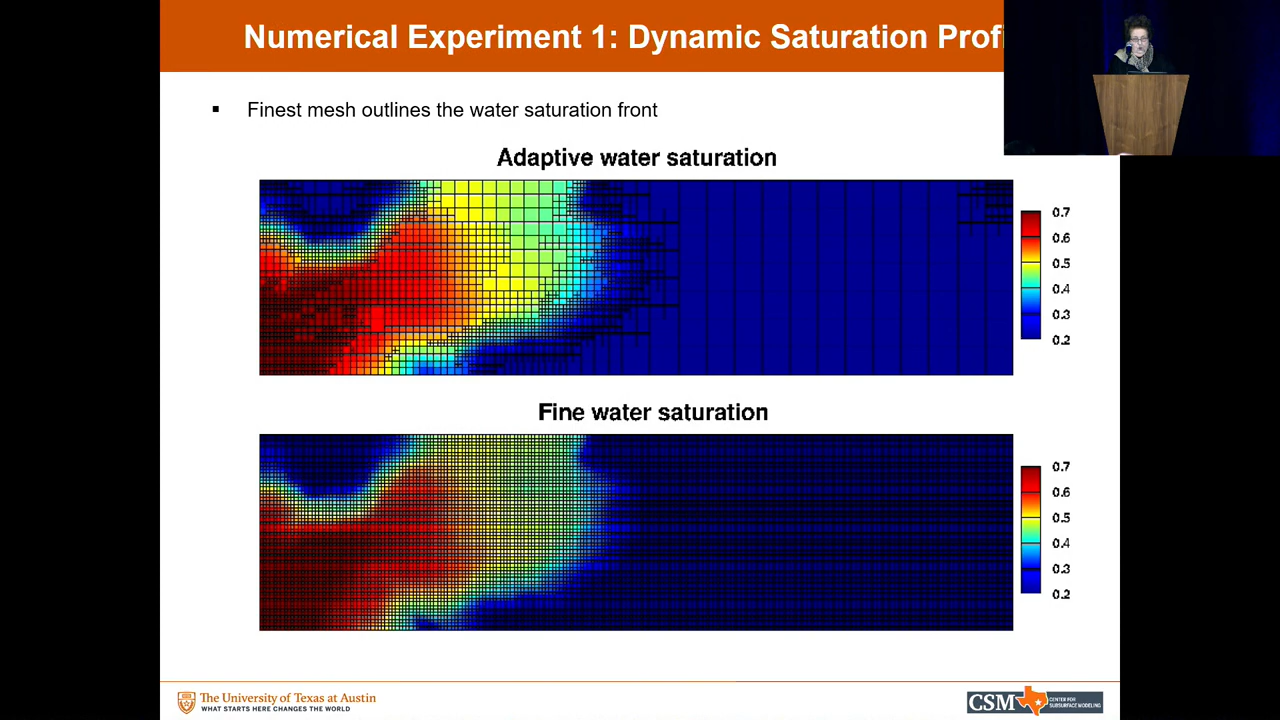 Numerical Experiment 1: Dynamic Saturation Profi
▪ Finest mesh outlines the water saturation front
Adaptive water saturation
0.7
0.6
0.5
0.4
0.3
0.2
Fine water saturation
0.7
0.6
0.5
0.4
0.3
0.2
The University of Texas at Austin
WHAT STARTS HERE CHANGES THE WORLD
CSM
CENTER FOR
SUBSURFACE MODELING